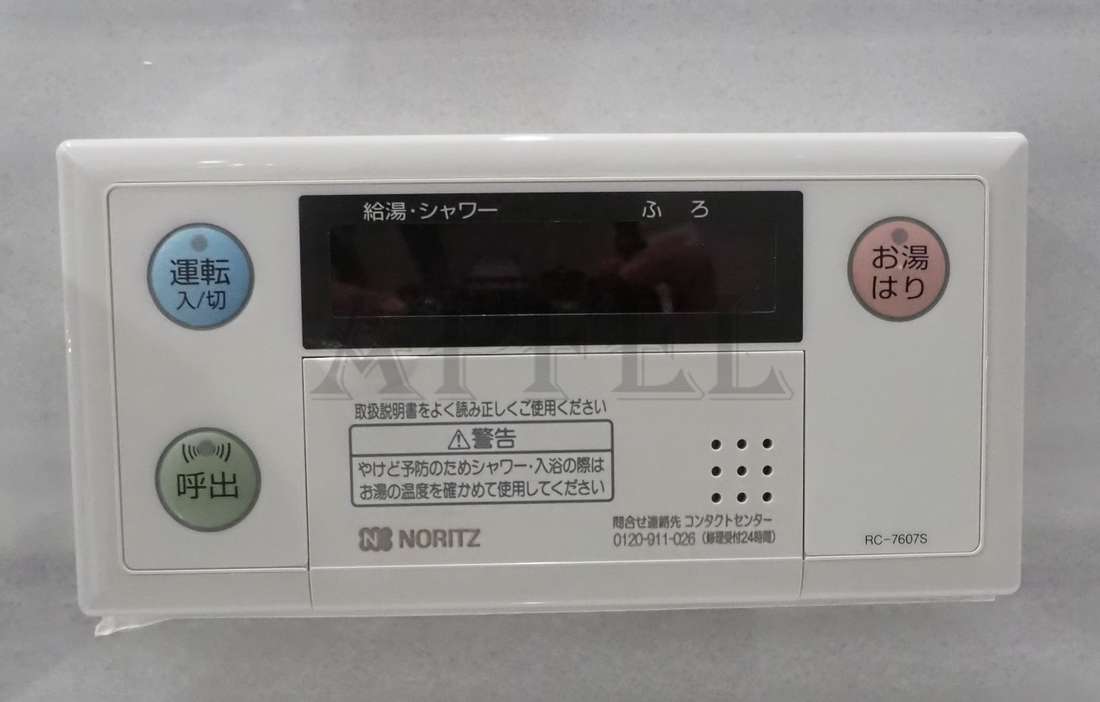 給湯・シャワー ふ ろ
運転
入/切
お湯
はり
APFEL
取扱説明書をよく読み正しくご使用ください
⚠警告
やけど予防のためシャワー・入浴の際は
お湯の温度を確かめて使用してください
呼出
NORITZ
問合せ連絡先 コンタクトセンター
0120-911-026 (修理受付24時間)
RC-7607S